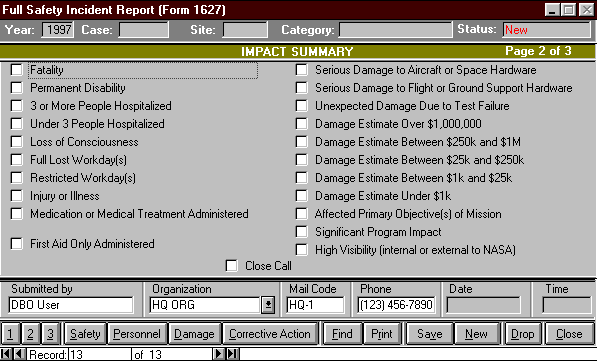 Full Safety Incident Report (Form 1627)
Year: 1997 Case: Site: Category: Status: New
IMPACT SUMMARY Page 2 of 3
Fatality
Permanent Disability
3 or More People Hospitalized
Under 3 People Hospitalized
Loss of Consciousness
Full Lost Workday(s)
Restricted Workday(s)
Injury or Illness
Medication or Medical Treatment Administered
First Aid Only Administered
Serious Damage to Aircraft or Space Hardware
Serious Damage to Flight or Ground Support Hardware
Unexpected Damage Due to Test Failure
Damage Estimate Over $1,000,000
Damage Estimate Between $250k and $1M
Damage Estimate Between $25k and $250k
Damage Estimate Between $1k and $25k
Damage Estimate Under $1k
Affected Primary Objective(s) of Mission
Significant Program Impact
High Visibility (internal or external to NASA)
Close Call
Submitted by Organization Mail Code Phone Date Time
DBO User HQ ORG HQ-1 (123) 456-7890
1 2 3 Safety Personnel Damage Corrective Action Find Print Save New Drop Close
Record: 13 of 13